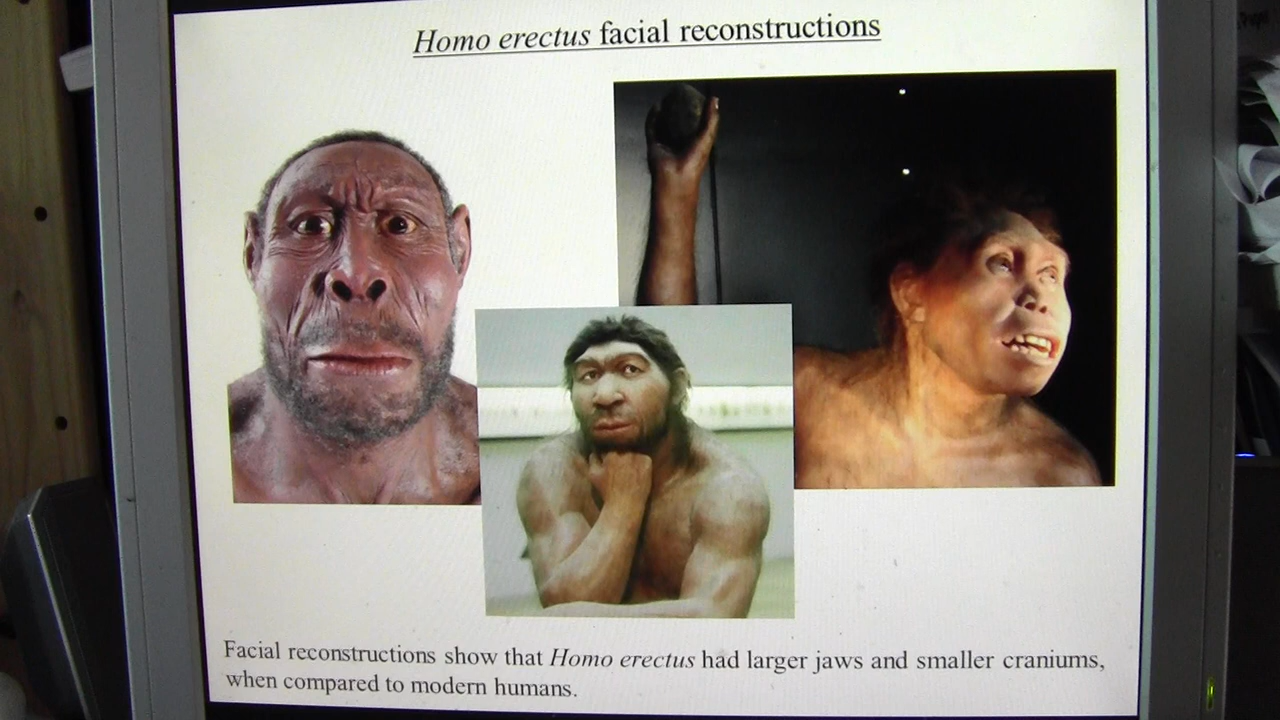 Homo erectus facial reconstructions
Facial reconstructions show that Homo erectus had larger jaws and smaller craniums,
when compared to modern humans.